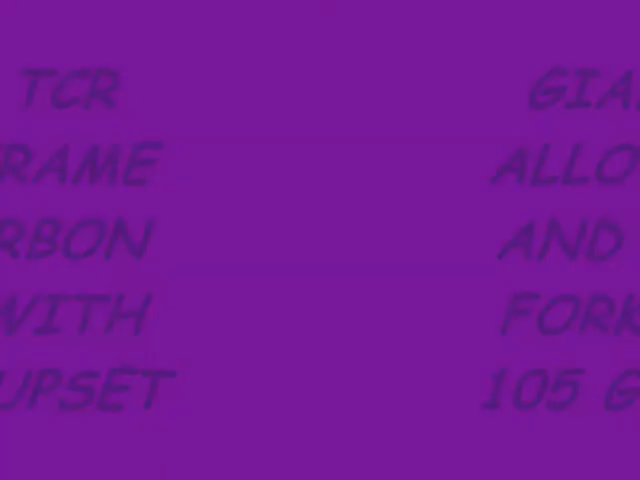 TCR
RAME
RBON
WITH
UPSET
GIA
ALLO
AND
FORK
105 G